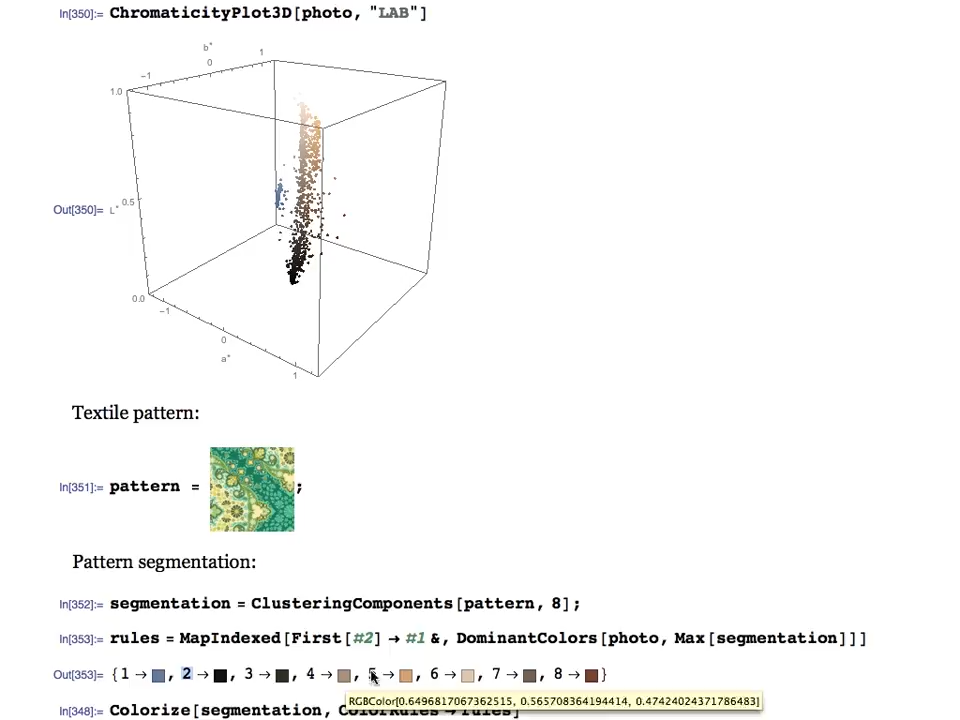 In[350]:= ChromaticityPlot3D[photo, "LAB"]
b*
-1 0 1
1.0
Out[350]= L* 0.5
0.0
-1
0
a*
1
Textile pattern:
In[351]:= pattern = ;
Pattern segmentation:
In[352]:= segmentation = ClusteringComponents[pattern, 8];
In[353]:= rules = MapIndexed[First[#2] → #1 &, DominantColors[photo, Max[segmentation]]]
Out[353]= {1 → , 2 → , 3 → , 4 → , 5 → , 6 → , 7 → , 8 → }
RGBColor[0.6496817067362515, 0.565708364194414, 0.47424024371786483]
In[348]:= Colorize[segmentation, ColorRules → rules]